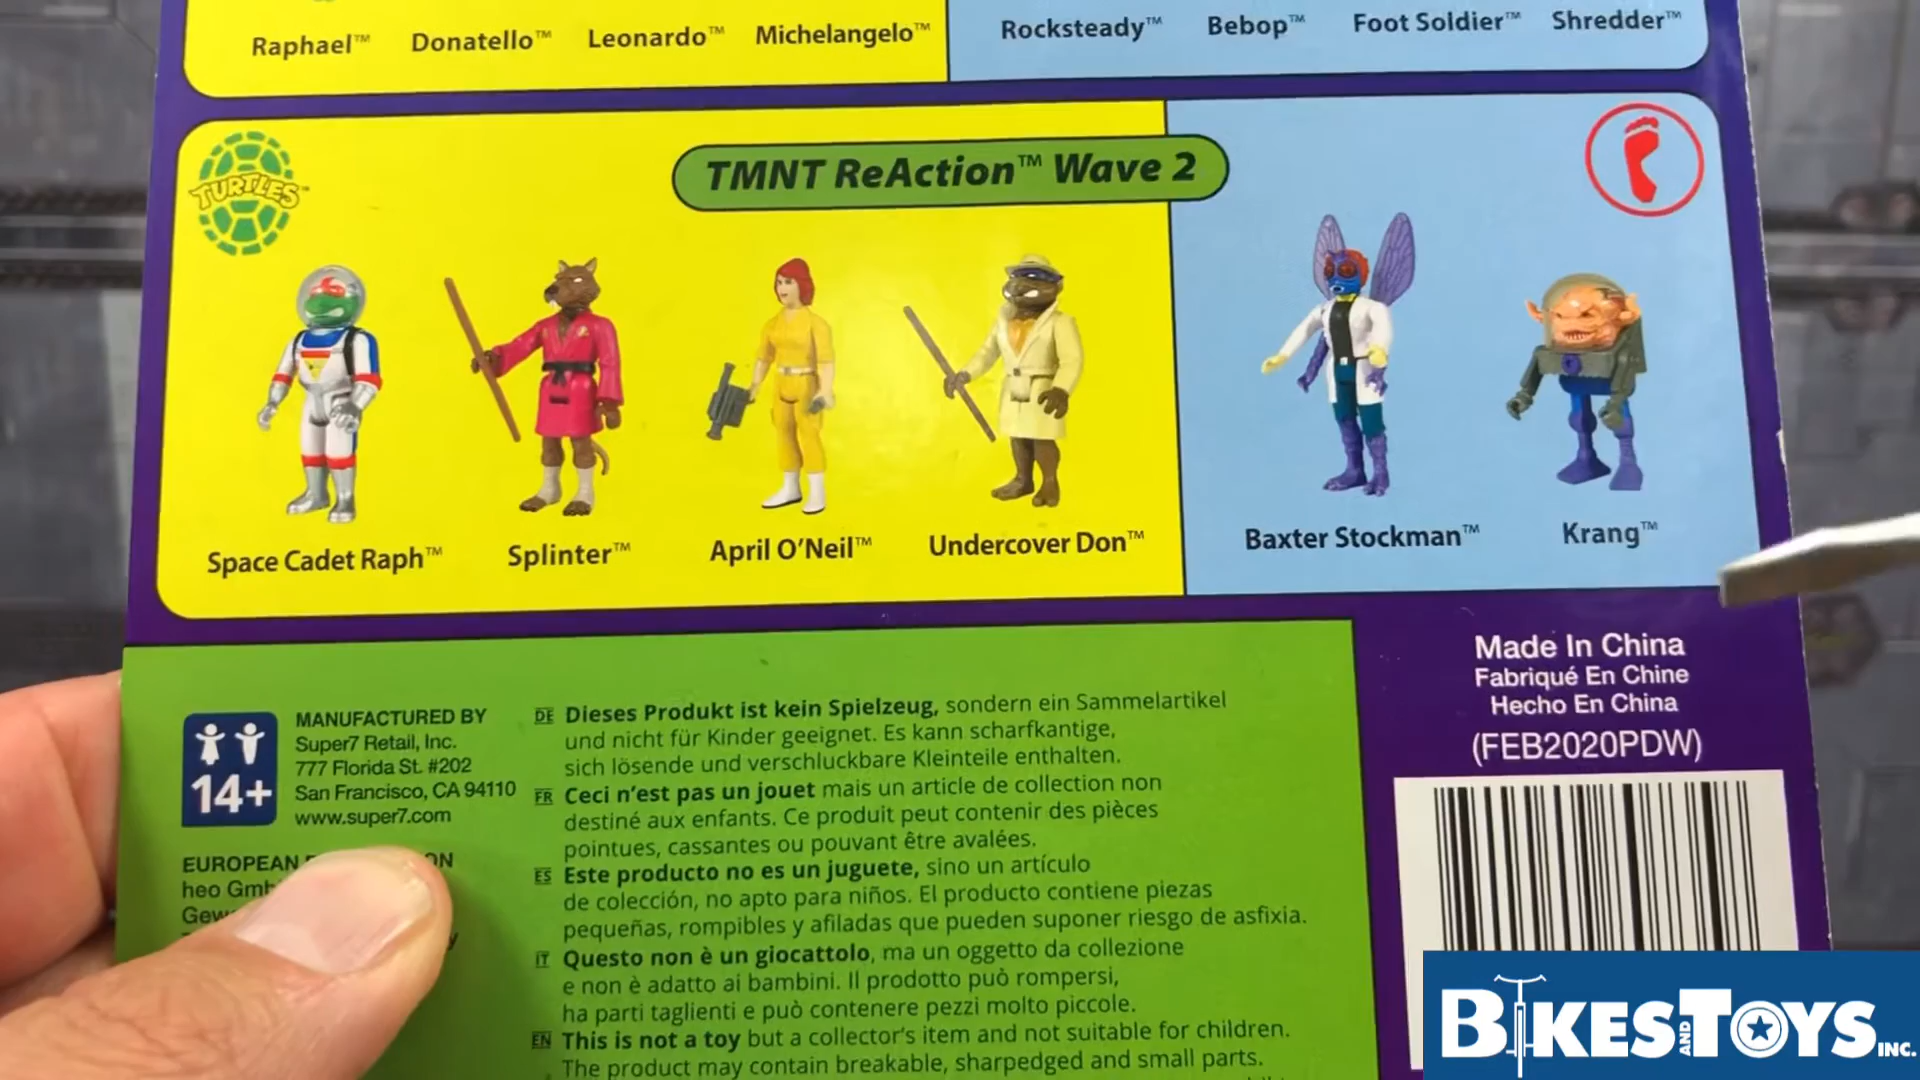 Raphael™ Donatello™ Leonardo™ Michelangelo™ Rocksteady™ Bebop™ Foot Soldier™ Shredder™
TURTLES™
TMNT ReAction™ Wave 2
Space Cadet Raph™ Splinter™ April O'Neil™ Undercover Don™ Baxter Stockman™ Krang™
14+
MANUFACTURED BY
Super7 Retail, Inc.
777 Florida St. #202
San Francisco, CA 94110
www.super7.com
EUROPEAN
heo
DE Dieses Produkt ist kein Spielzeug, sondern ein Sammelartikel
und nicht für Kinder geeignet. Es kann scharfkantige,
sich lösende und verschluckbare Kleinteile enthalten.
FR Ceci n'est pas un jouet mais un article de collection non
destiné aux enfants. Ce produit peut contenir des pièces
pointues, cassantes ou pouvant être avalées.
ES Este producto no es un juguete, sino un artículo
de colección, no apto para niños. El producto contiene piezas
pequeñas, rompibles y afiladas que pueden suponer riesgo de asfixia.
IT Questo non è un giocattolo, ma un oggetto da collezione
e non è adatto ai bambini. Il prodotto può rompersi,
ha parti taglienti e può contenere pezzi molto piccole.
EN This is not a toy but a collector's item and not suitable for children.
The product may contain breakable, sharpedged and small parts.
Made In China
Fabriqué En Chine
Hecho En China
(FEB2020PDW)
BIKES AND TOYS INC.